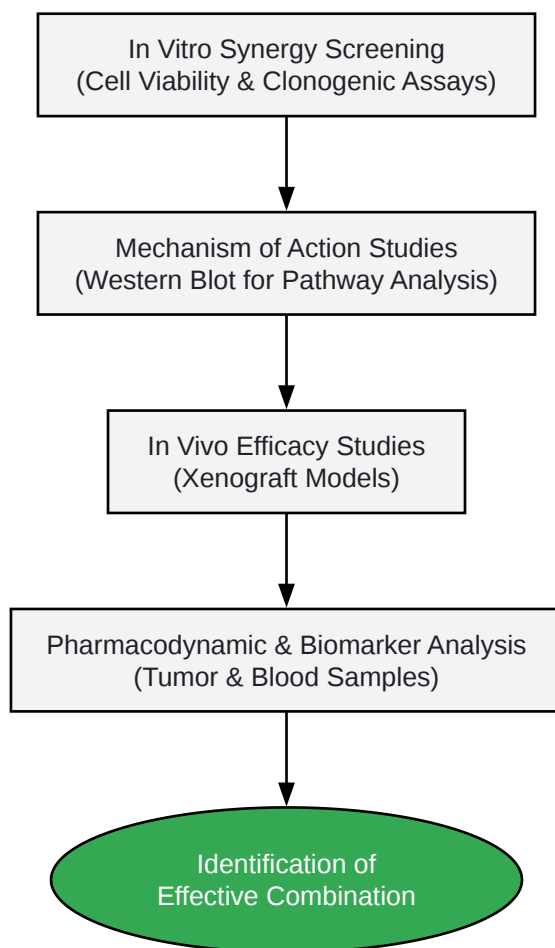 In Vitro Synergy Screening
(Cell Viability & Clonogenic Assays)
Mechanism of Action Studies
(Western Blot for Pathway Analysis)
In Vivo Efficacy Studies
(Xenograft Models)
Pharmacodynamic & Biomarker Analysis
(Tumor & Blood Samples)
Identification of
Effective Combination